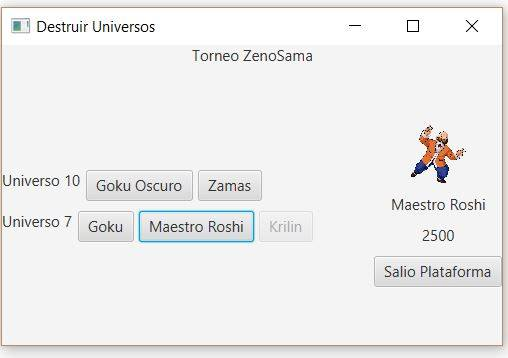 Destruir Universos
Torneo ZenoSama
Universo 10 Goku Oscuro Zamas
Universo 7 Goku Maestro Roshi Krilin
Maestro Roshi
2500
Salio Plataforma